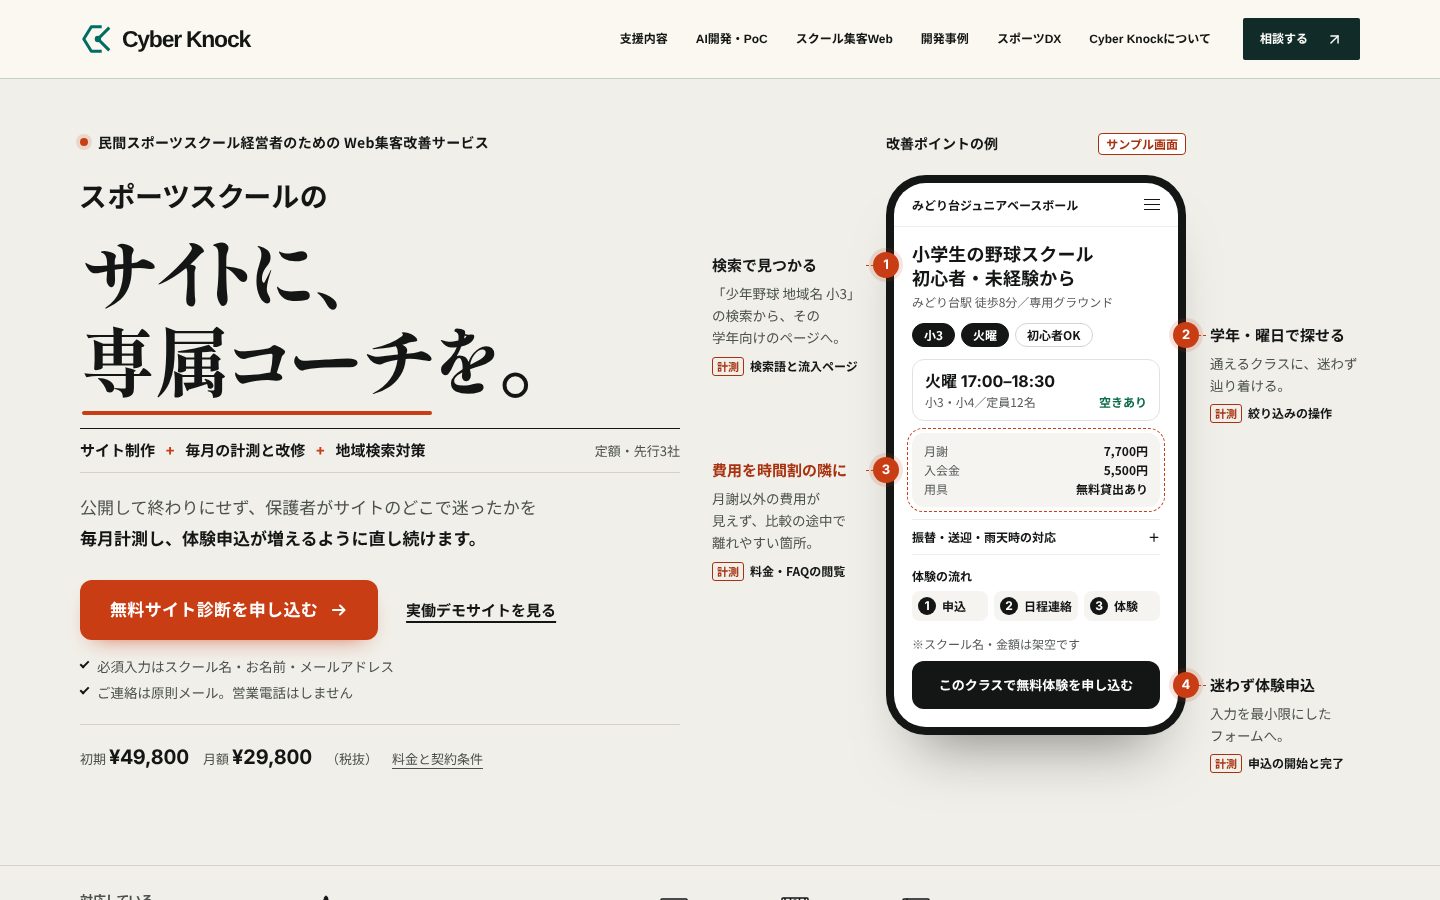 Cyber Knock
支援内容
AI開発・PoC
スクール集客Web
開発事例
スポーツDX
Cyber Knockについて
相談する
民間スポーツスクール経営者のための Web集客改善サービス
スポーツスクールの
サイトに、
専属コーチを。
サイト制作 + 毎月の計測と改修 + 地域検索対策
定額・先行3社
公開して終わりにせず、保護者がサイトのどこで迷ったかを
毎月計測し、体験申込が増えるように直し続けます。
無料サイト診断を申し込む →
実働デモサイトを見る
必須入力はスクール名・お名前・メールアドレス
ご連絡は原則メール。営業電話はしません
初期 ¥49,800 月額 ¥29,800 （税抜） 料金と契約条件
改善ポイントの例
サンプル画面
検索で見つかる
「少年野球 地域名 小3」
の検索から、その
学年向けのページへ。
計測 検索語と流入ページ
費用を時間割の隣に
月謝以外の費用が
見えず、比較の途中で
離れやすい箇所。
計測 料金・FAQの閲覧
1
3
みどり台ジュニアベースボール
小学生の野球スクール
初心者・未経験から
みどり台駅 徒歩8分／専用グラウンド
小3 火曜 初心者OK
火曜 17:00–18:30
小3・小4／定員12名 空きあり
月謝 7,700円
入会金 5,500円
用具 無料貸出あり
振替・送迎・雨天時の対応 +
体験の流れ
1 申込 2 日程連絡 3 体験
※スクール名・金額は架空です
このクラスで無料体験を申し込む
2
学年・曜日で探せる
通えるクラスに、迷わず
辿り着ける。
計測 絞り込みの操作
4
迷わず体験申込
入力を最小限にした
フォームへ。
計測 申込の開始と完了